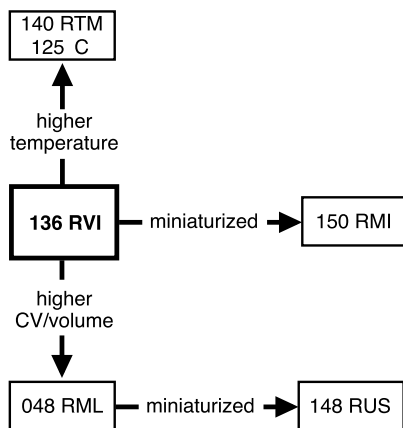 140 RTM
125 C
higher
temperature
136 RVI
miniaturized
150 RMI
higher
CV/volume
048 RML
miniaturized
148 RUS